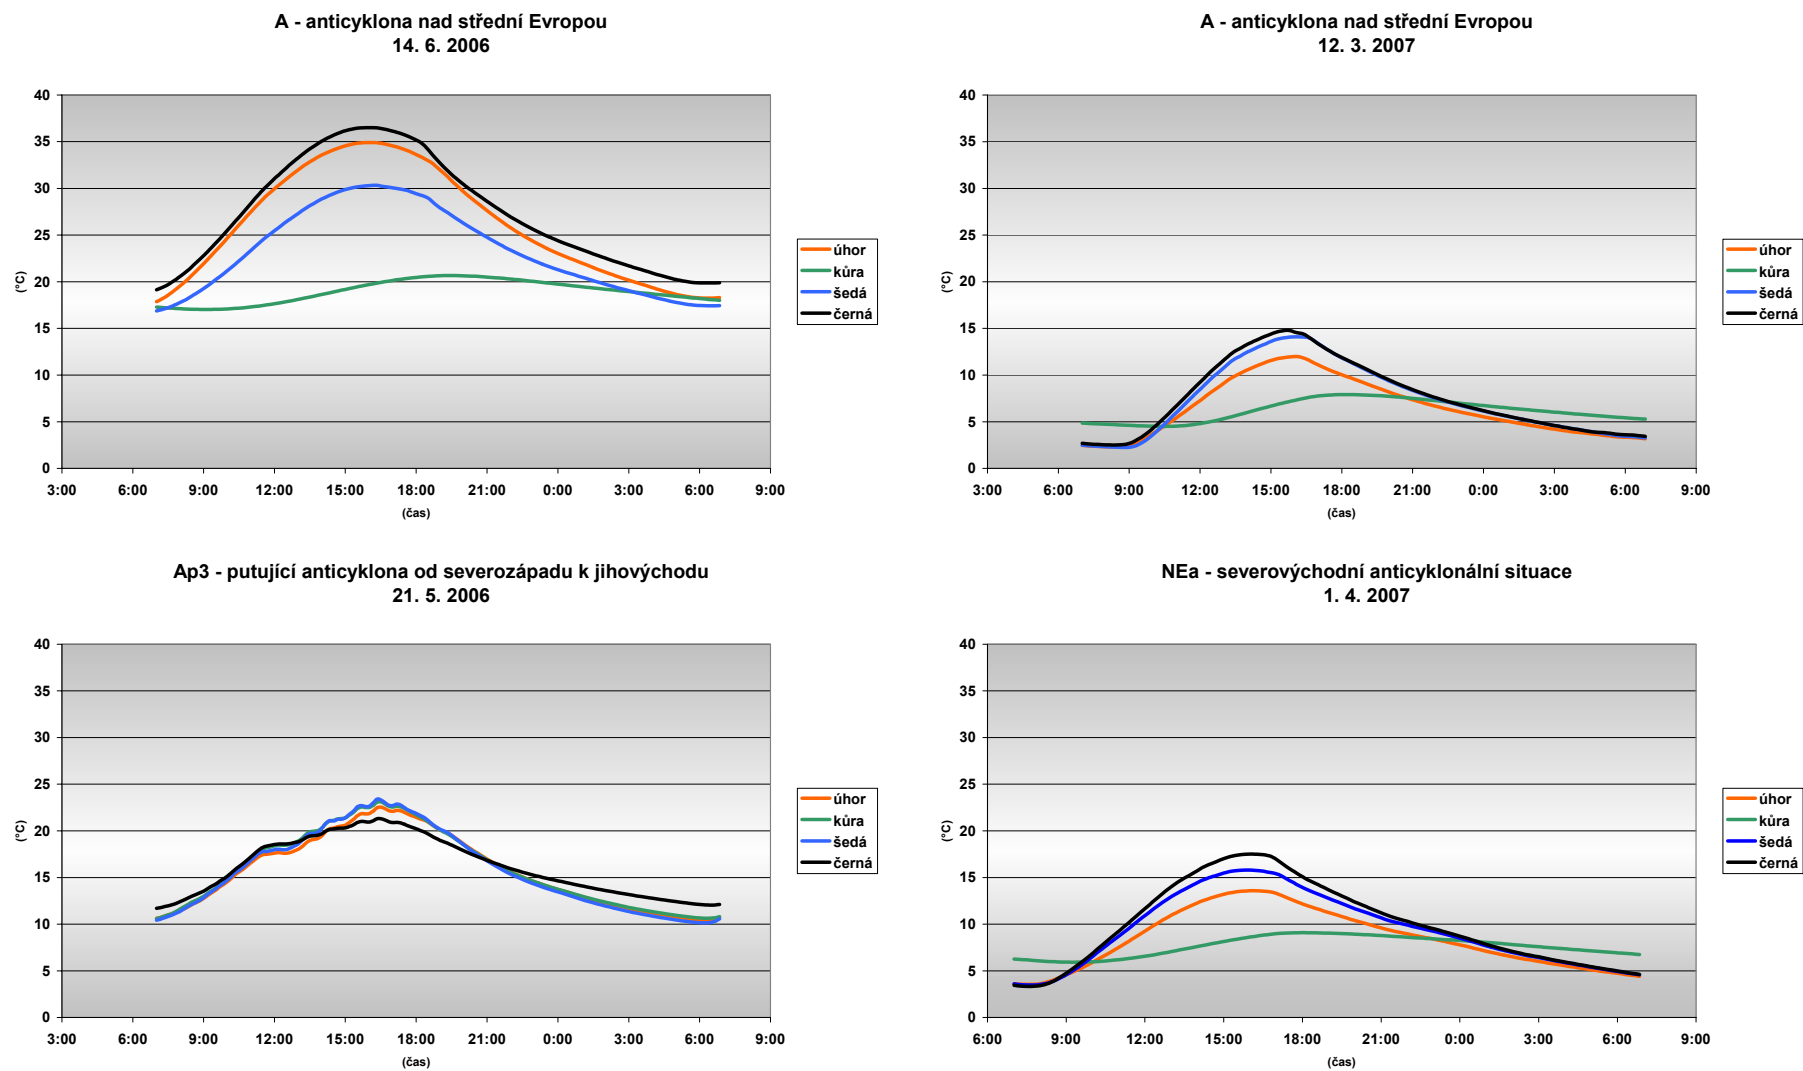 A - anticyklona nad střední Evropou
14. 6. 2006
40
35
30
25
20
15
10
5
0
(°C)
3:00 6:00 9:00 12:00 15:00 18:00 21:00 0:00 3:00 6:00 9:00
(čas)
úhor
kůra
šedá
černá
A - anticyklona nad střední Evropou
12. 3. 2007
40
35
30
25
20
15
10
5
0
(°C)
3:00 6:00 9:00 12:00 15:00 18:00 21:00 0:00 3:00 6:00 9:00
(čas)
úhor
kůra
šedá
černá
Ap3 - putující anticyklona od severozápadu k jihovýchodu
21. 5. 2006
40
35
30
25
20
15
10
5
0
(°C)
3:00 6:00 9:00 12:00 15:00 18:00 21:00 0:00 3:00 6:00 9:00
(čas)
úhor
kůra
šedá
černá
NEa - severovýchodní anticyklonální situace
1. 4. 2007
40
35
30
25
20
15
10
5
0
(°C)
6:00 9:00 12:00 15:00 18:00 21:00 0:00 3:00 6:00 9:00
(čas)
úhor
kůra
šedá
černá